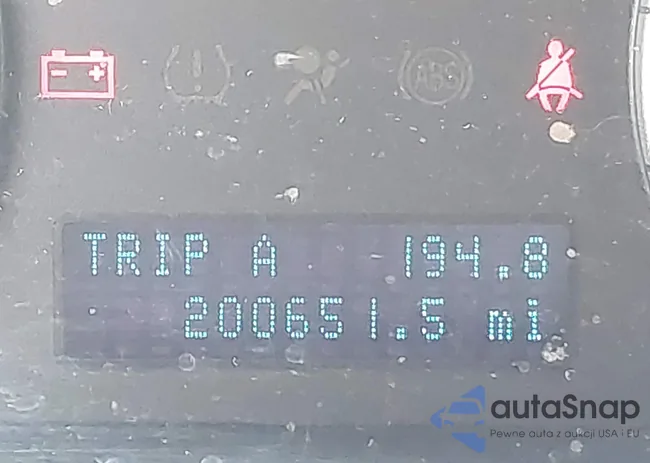 ABS
TRIP A 194.8
200651.5 mi
autaSnap
Pewne auta z aukcji USA i EU